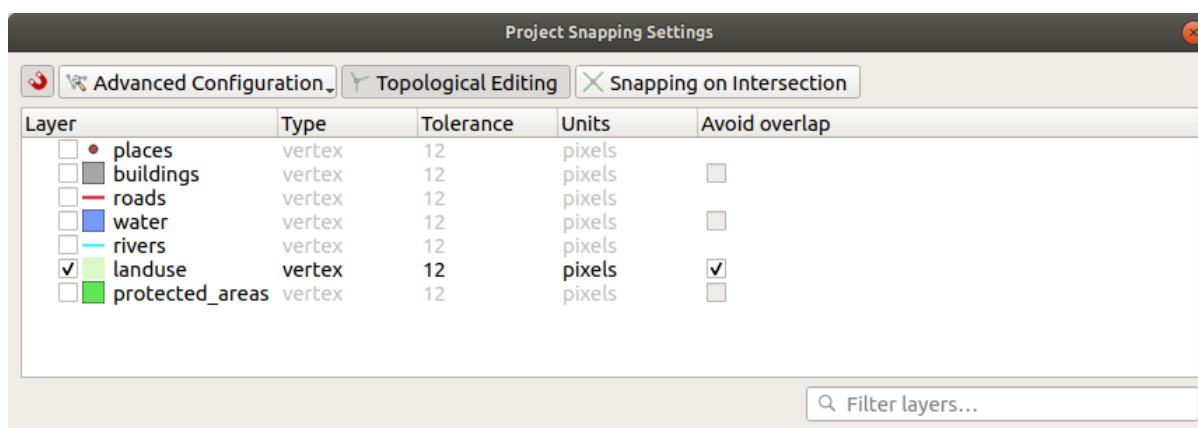 Project Snapping Settings
Advanced Configuration Topological Editing Snapping on Intersection
Layer Type Tolerance Units Avoid overlap
places vertex 12 pixels
buildings vertex 12 pixels
roads vertex 12 pixels
water vertex 12 pixels
rivers vertex 12 pixels
landuse vertex 12 pixels
protected_areas vertex 12 pixels
Filter layers...